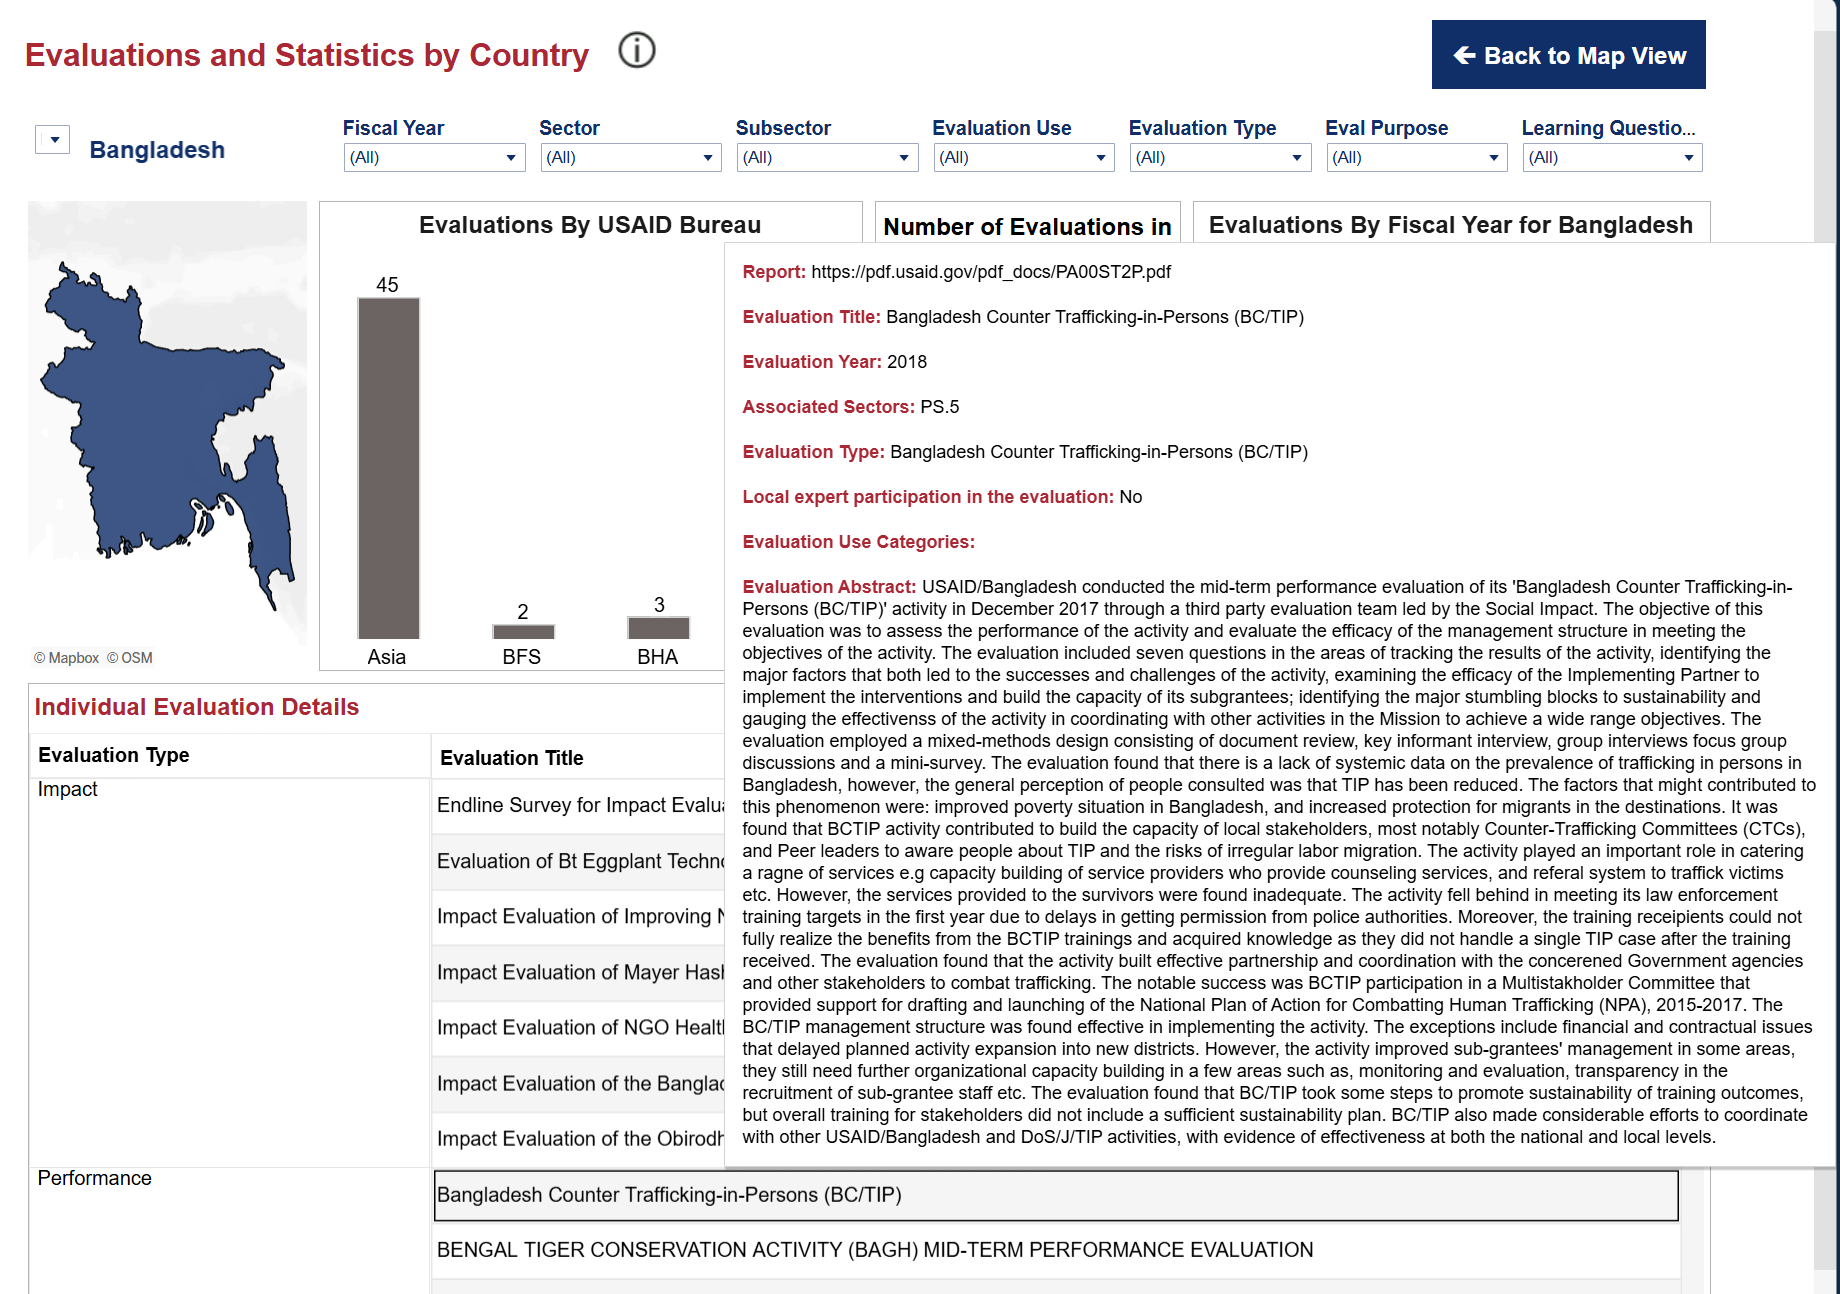 Evaluations and Statistics by Country
← Back to Map View
Bangladesh
Fiscal Year
(All)
Sector
(All)
Subsector
(All)
Evaluation Use
(All)
Evaluation Type
(All)
Eval Purpose
(All)
Learning Questio...
(All)
© Mapbox © OSM
Evaluations By USAID Bureau
45
2
3
Asia
BFS
BHA
Number of Evaluations in
Evaluations By Fiscal Year for Bangladesh
Report: https://pdf.usaid.gov/pdf_docs/PA00ST2P.pdf
Evaluation Title: Bangladesh Counter Trafficking-in-Persons (BC/TIP)
Evaluation Year: 2018
Associated Sectors: PS.5
Evaluation Type: Bangladesh Counter Trafficking-in-Persons (BC/TIP)
Local expert participation in the evaluation: No
Evaluation Use Categories:
Evaluation Abstract: USAID/Bangladesh conducted the mid-term performance evaluation of its 'Bangladesh Counter Trafficking-in-
Persons (BC/TIP)' activity in December 2017 through a third party evaluation team led by the Social Impact. The objective of this
evaluation was to assess the performance of the activity and evaluate the efficacy of the management structure in meeting the
objectives of the activity. The evaluation included seven questions in the areas of tracking the results of the activity, identifying the
major factors that both led to the successes and challenges of the activity, examining the efficacy of the Implementing Partner to
implement the interventions and build the capacity of its subgrantees; identifying the major stumbling blocks to sustainability and
gauging the effectivenss of the activity in coordinating with other activities in the Mission to achieve a wide range objectives. The
evaluation employed a mixed-methods design consisting of document review, key informant interview, group interviews focus group
discussions and a mini-survey. The evaluation found that there is a lack of systemic data on the prevalence of trafficking in persons in
Bangladesh, however, the general perception of people consulted was that TIP has been reduced. The factors that might contributed to
this phenomenon were: improved poverty situation in Bangladesh, and increased protection for migrants in the destinations. It was
found that BCTIP activity contributed to build the capacity of local stakeholders, most notably Counter-Trafficking Committees (CTCs),
and Peer leaders to aware people about TIP and the risks of irregular labor migration. The activity played an important role in catering
a ragne of services e.g capacity building of service providers who provide counseling services, and referal system to traffick victims
etc. However, the services provided to the survivors were found inadequate. The activity fell behind in meeting its law enforcement
training targets in the first year due to delays in getting permission from police authorities. Moreover, the training receipients could not
fully realize the benefits from the BCTIP trainings and acquired knowledge as they did not handle a single TIP case after the training
received. The evaluation found that the activity built effective partnership and coordination with the concerened Government agencies
and other stakeholders to combat trafficking. The notable success was BCTIP participation in a Multistakholder Committee that
provided support for drafting and launching of the National Plan of Action for Combatting Human Trafficking (NPA), 2015-2017. The
BC/TIP management structure was found effective in implementing the activity. The exceptions include financial and contractual issues
that delayed planned activity expansion into new districts. However, the activity improved sub-grantees' management in some areas,
they still need further organizational capacity building in a few areas such as, monitoring and evaluation, transparency in the
recruitment of sub-grantee staff etc. The evaluation found that BC/TIP took some steps to promote sustainability of training outcomes,
but overall training for stakeholders did not include a sufficient sustainability plan. BC/TIP also made considerable efforts to coordinate
with other USAID/Bangladesh and DoS/J/TIP activities, with evidence of effectiveness at both the national and local levels.
Individual Evaluation Details
Evaluation Type
Evaluation Title
Impact
Endline Survey for Impact
Evaluation of Bt Eggplant
Impact Evaluation of Improving
Impact Evaluation of Mayer
Impact Evaluation of NGO
Impact Evaluation of the
Impact Evaluation of the
Performance
Bangladesh Counter Trafficking-in-Persons (BC/TIP)
BENGAL TIGER CONSERVATION ACTIVITY (BAGH) MID-TERM PERFORMANCE EVALUATION